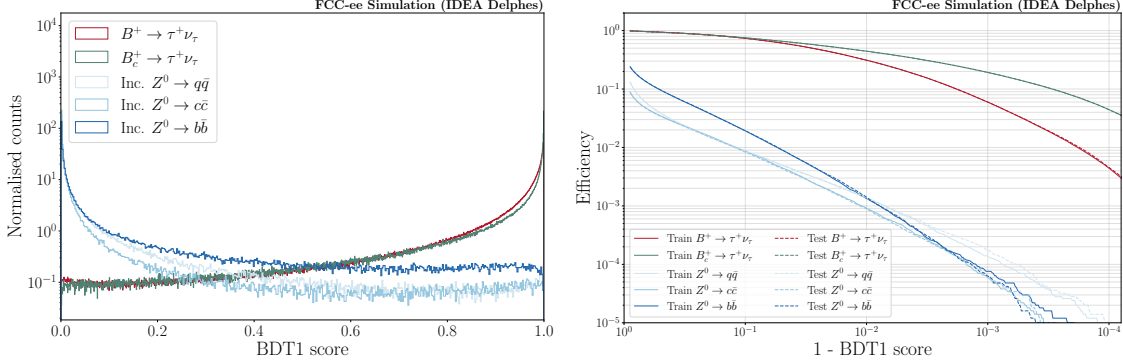 FCC-ee Simulation (IDEA Delphes)
Normalised counts
10⁴
10³
10²
10¹
10⁰
10⁻¹
B⁺ → τ⁺ν_τ
B_c⁺ → τ⁺ν_τ
Inc. Z⁰ → qq̄
Inc. Z⁰ → cc̄
Inc. Z⁰ → bb̄
0.0 0.2 0.4 0.6 0.8 1.0
BDT1 score
FCC-ee Simulation (IDEA Delphes)
Efficiency
10⁰
10⁻¹
10⁻²
10⁻³
10⁻⁴
10⁻⁵
Train B⁺ → τ⁺ν_τ Test B⁺ → τ⁺ν_τ
Train B_c⁺ → τ⁺ν_τ Test B_c⁺ → τ⁺ν_τ
Train Z⁰ → qq̄ Test Z⁰ → qq̄
Train Z⁰ → cc̄ Test Z⁰ → cc̄
Train Z⁰ → bb̄ Test Z⁰ → bb̄
10⁰ 10⁻¹ 10⁻² 10⁻³ 10⁻⁴
1 - BDT1 score